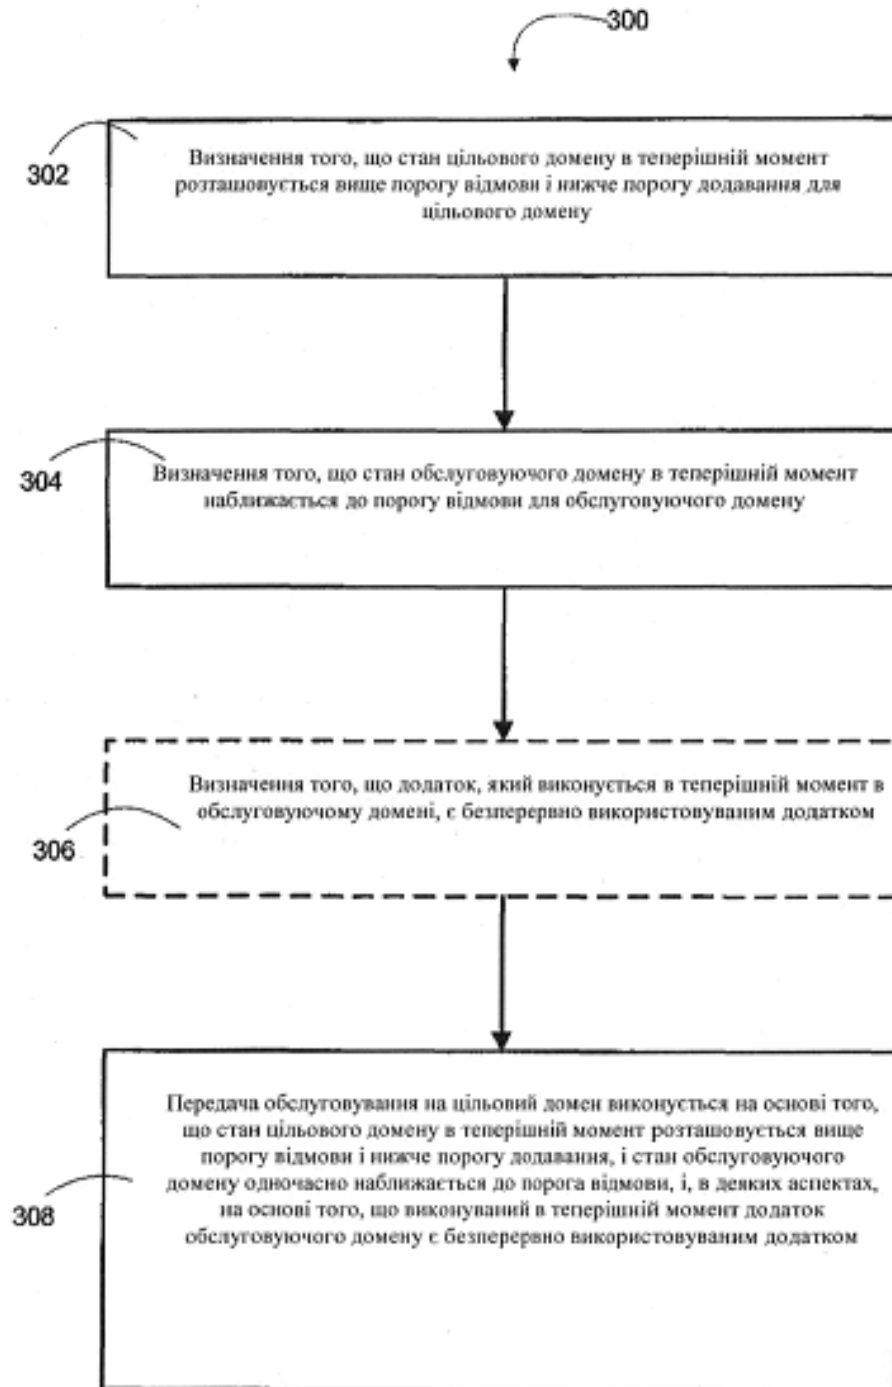 300
302
Визначення того, що стан цільового домену в теперішній момент
розташовується вище порогу відмови і нижче порогу додавання для
цільового домену
304
Визначення того, що стан обслуговуючого домену в теперішній момент
наближається до порогу відмови для обслуговуючого домену
306
Визначення того, що додаток, який виконується в теперішній момент в
обслуговуючому домені, є безперервно використовуваним додатком
308
Передача обслуговування на цільовий домен виконується на основі того,
що стан цільового домену в теперішній момент розташовується вище
порогу відмови і нижче порогу додавання, і стан обслуговуючого
домену одночасно наближається до порога відмови, і, в деяких аспектах,
на основі того, що виконуваний в теперішній момент додаток
обслуговуючого домену є безперервно використовуваним додатком